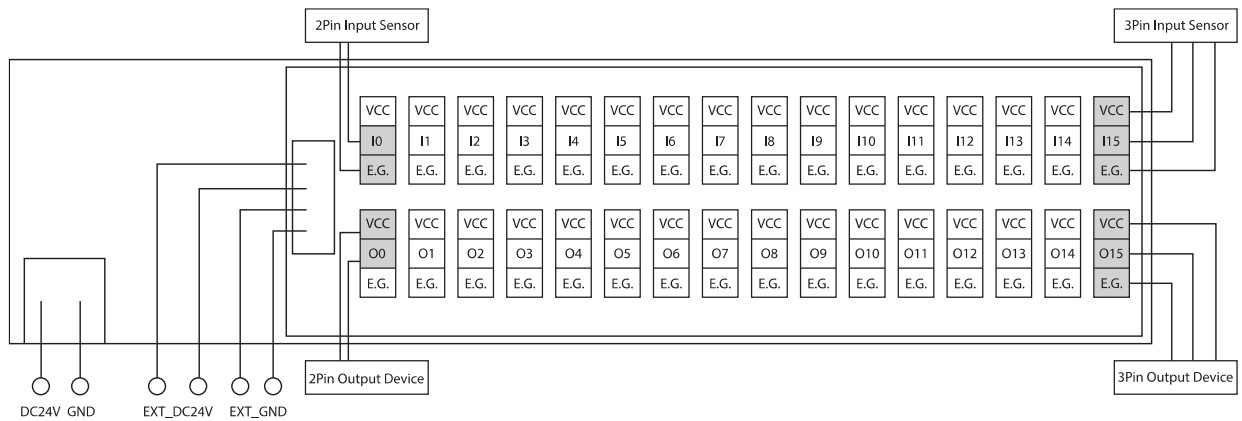 2Pin Input Sensor 3Pin Input Sensor
VCC VCC VCC VCC VCC VCC VCC VCC VCC VCC VCC VCC VCC VCC VCC VCC
I0 I1 I2 I3 I4 I5 I6 I7 I8 I9 I10 I11 I12 I13 I14 I15
E.G. E.G. E.G. E.G. E.G. E.G. E.G. E.G. E.G. E.G. E.G. E.G. E.G. E.G. E.G. E.G.
VCC VCC VCC VCC VCC VCC VCC VCC VCC VCC VCC VCC VCC VCC VCC VCC
O0 O1 O2 O3 O4 O5 O6 O7 O8 O9 O10 O11 O12 O13 O14 O15
E.G. E.G. E.G. E.G. E.G. E.G. E.G. E.G. E.G. E.G. E.G. E.G. E.G. E.G. E.G. E.G.
2Pin Output Device 3Pin Output Device
DC24V GND EXT_DC24V EXT_GND